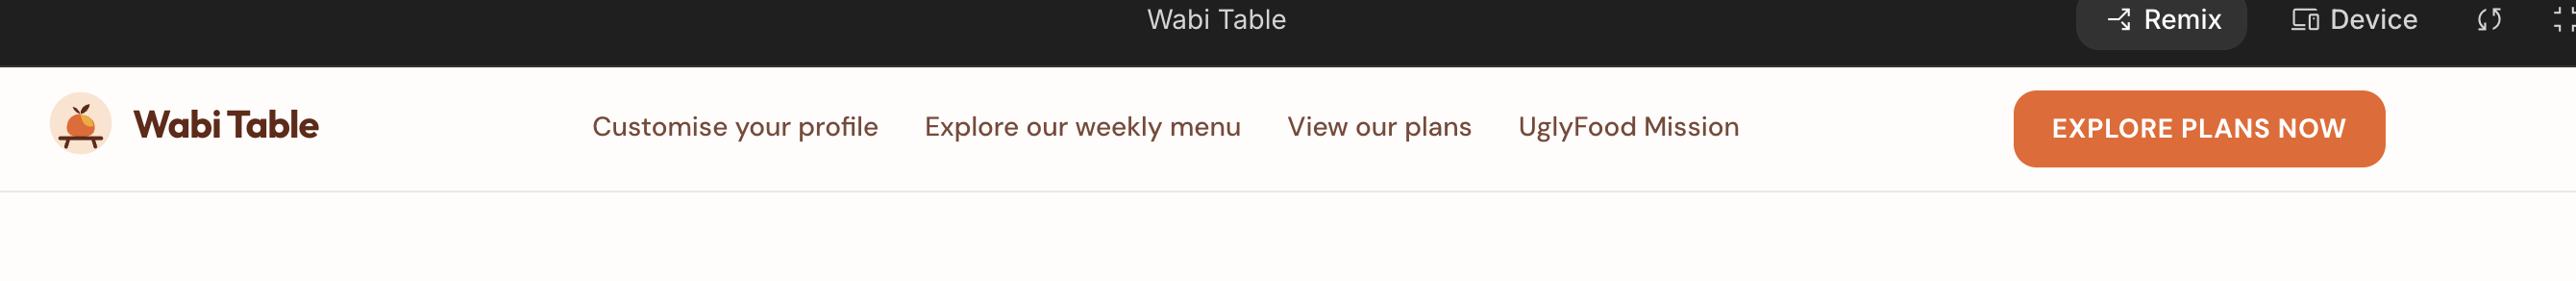 Wabi Table
Remix
Device
Wabi Table
Customise your profile
Explore our weekly menu
View our plans
UglyFood Mission
EXPLORE PLANS NOW